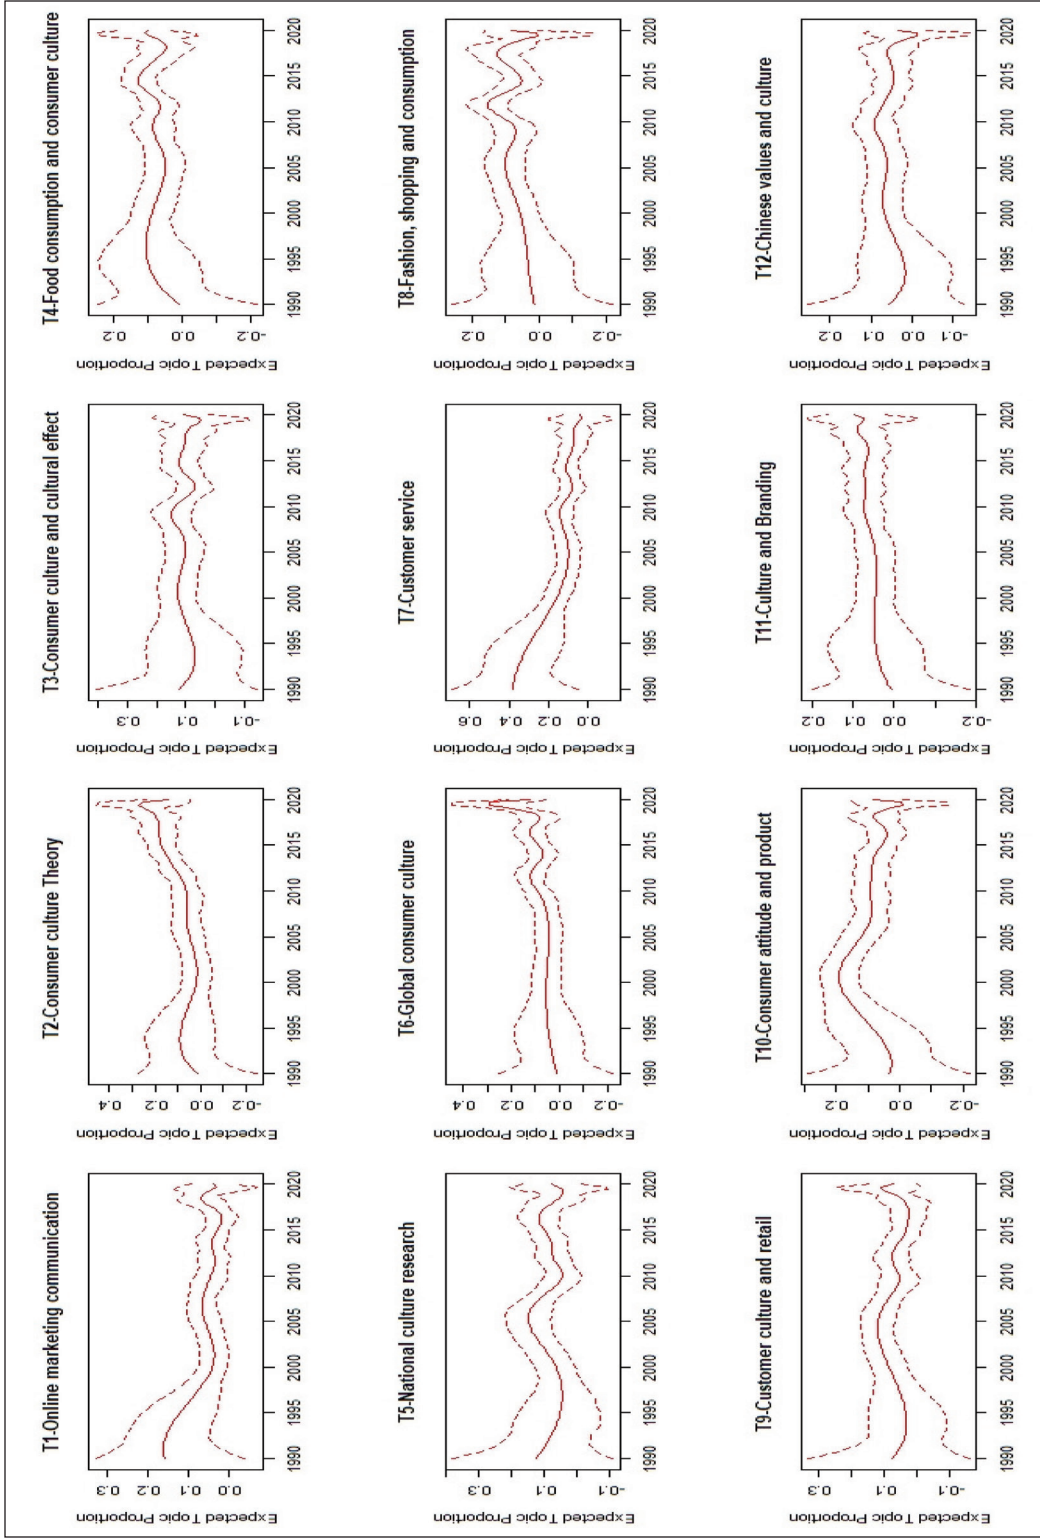 T1-Online marketing communication
Expected Topic Proportion
0.3
0.2
0.1
0.0
1990 1995 2000 2005 2010 2015 2020
T2-Consumer culture Theory
Expected Topic Proportion
0.4
0.2
0.0
-0.2
1990 1995 2000 2005 2010 2015 2020
T3-Consumer culture and cultural effect
Expected Topic Proportion
0.3
0.1
-0.1
1990 1995 2000 2005 2010 2015 2020
T4-Food consumption and consumer culture
Expected Topic Proportion
0.2
0.0
-0.2
1990 1995 2000 2005 2010 2015 2020
T5-National culture research
Expected Topic Proportion
0.3
0.1
-0.1
1990 1995 2000 2005 2010 2015 2020
T6-Global consumer culture
Expected Topic Proportion
0.4
0.2
0.0
-0.2
1990 1995 2000 2005 2010 2015 2020
T7-Customer service
Expected Topic Proportion
0.6
0.4
0.2
0.0
1990 1995 2000 2005 2010 2015 2020
T8-Fashion, shopping and consumption
Expected Topic Proportion
0.2
0.0
-0.2
1990 1995 2000 2005 2010 2015 2020
T9-Customer culture and retail
Expected Topic Proportion
0.3
0.1
-0.1
1990 1995 2000 2005 2010 2015 2020
T10-Consumer attitude and product
Expected Topic Proportion
0.2
0.0
-0.2
1990 1995 2000 2005 2010 2015 2020
T11-Culture and Branding
Expected Topic Proportion
0.2
0.1
0.0
-0.2
1990 1995 2000 2005 2010 2015 2020
T12-Chinese values and culture
Expected Topic Proportion
0.2
0.1
0.0
-0.1
1990 1995 2000 2005 2010 2015 2020